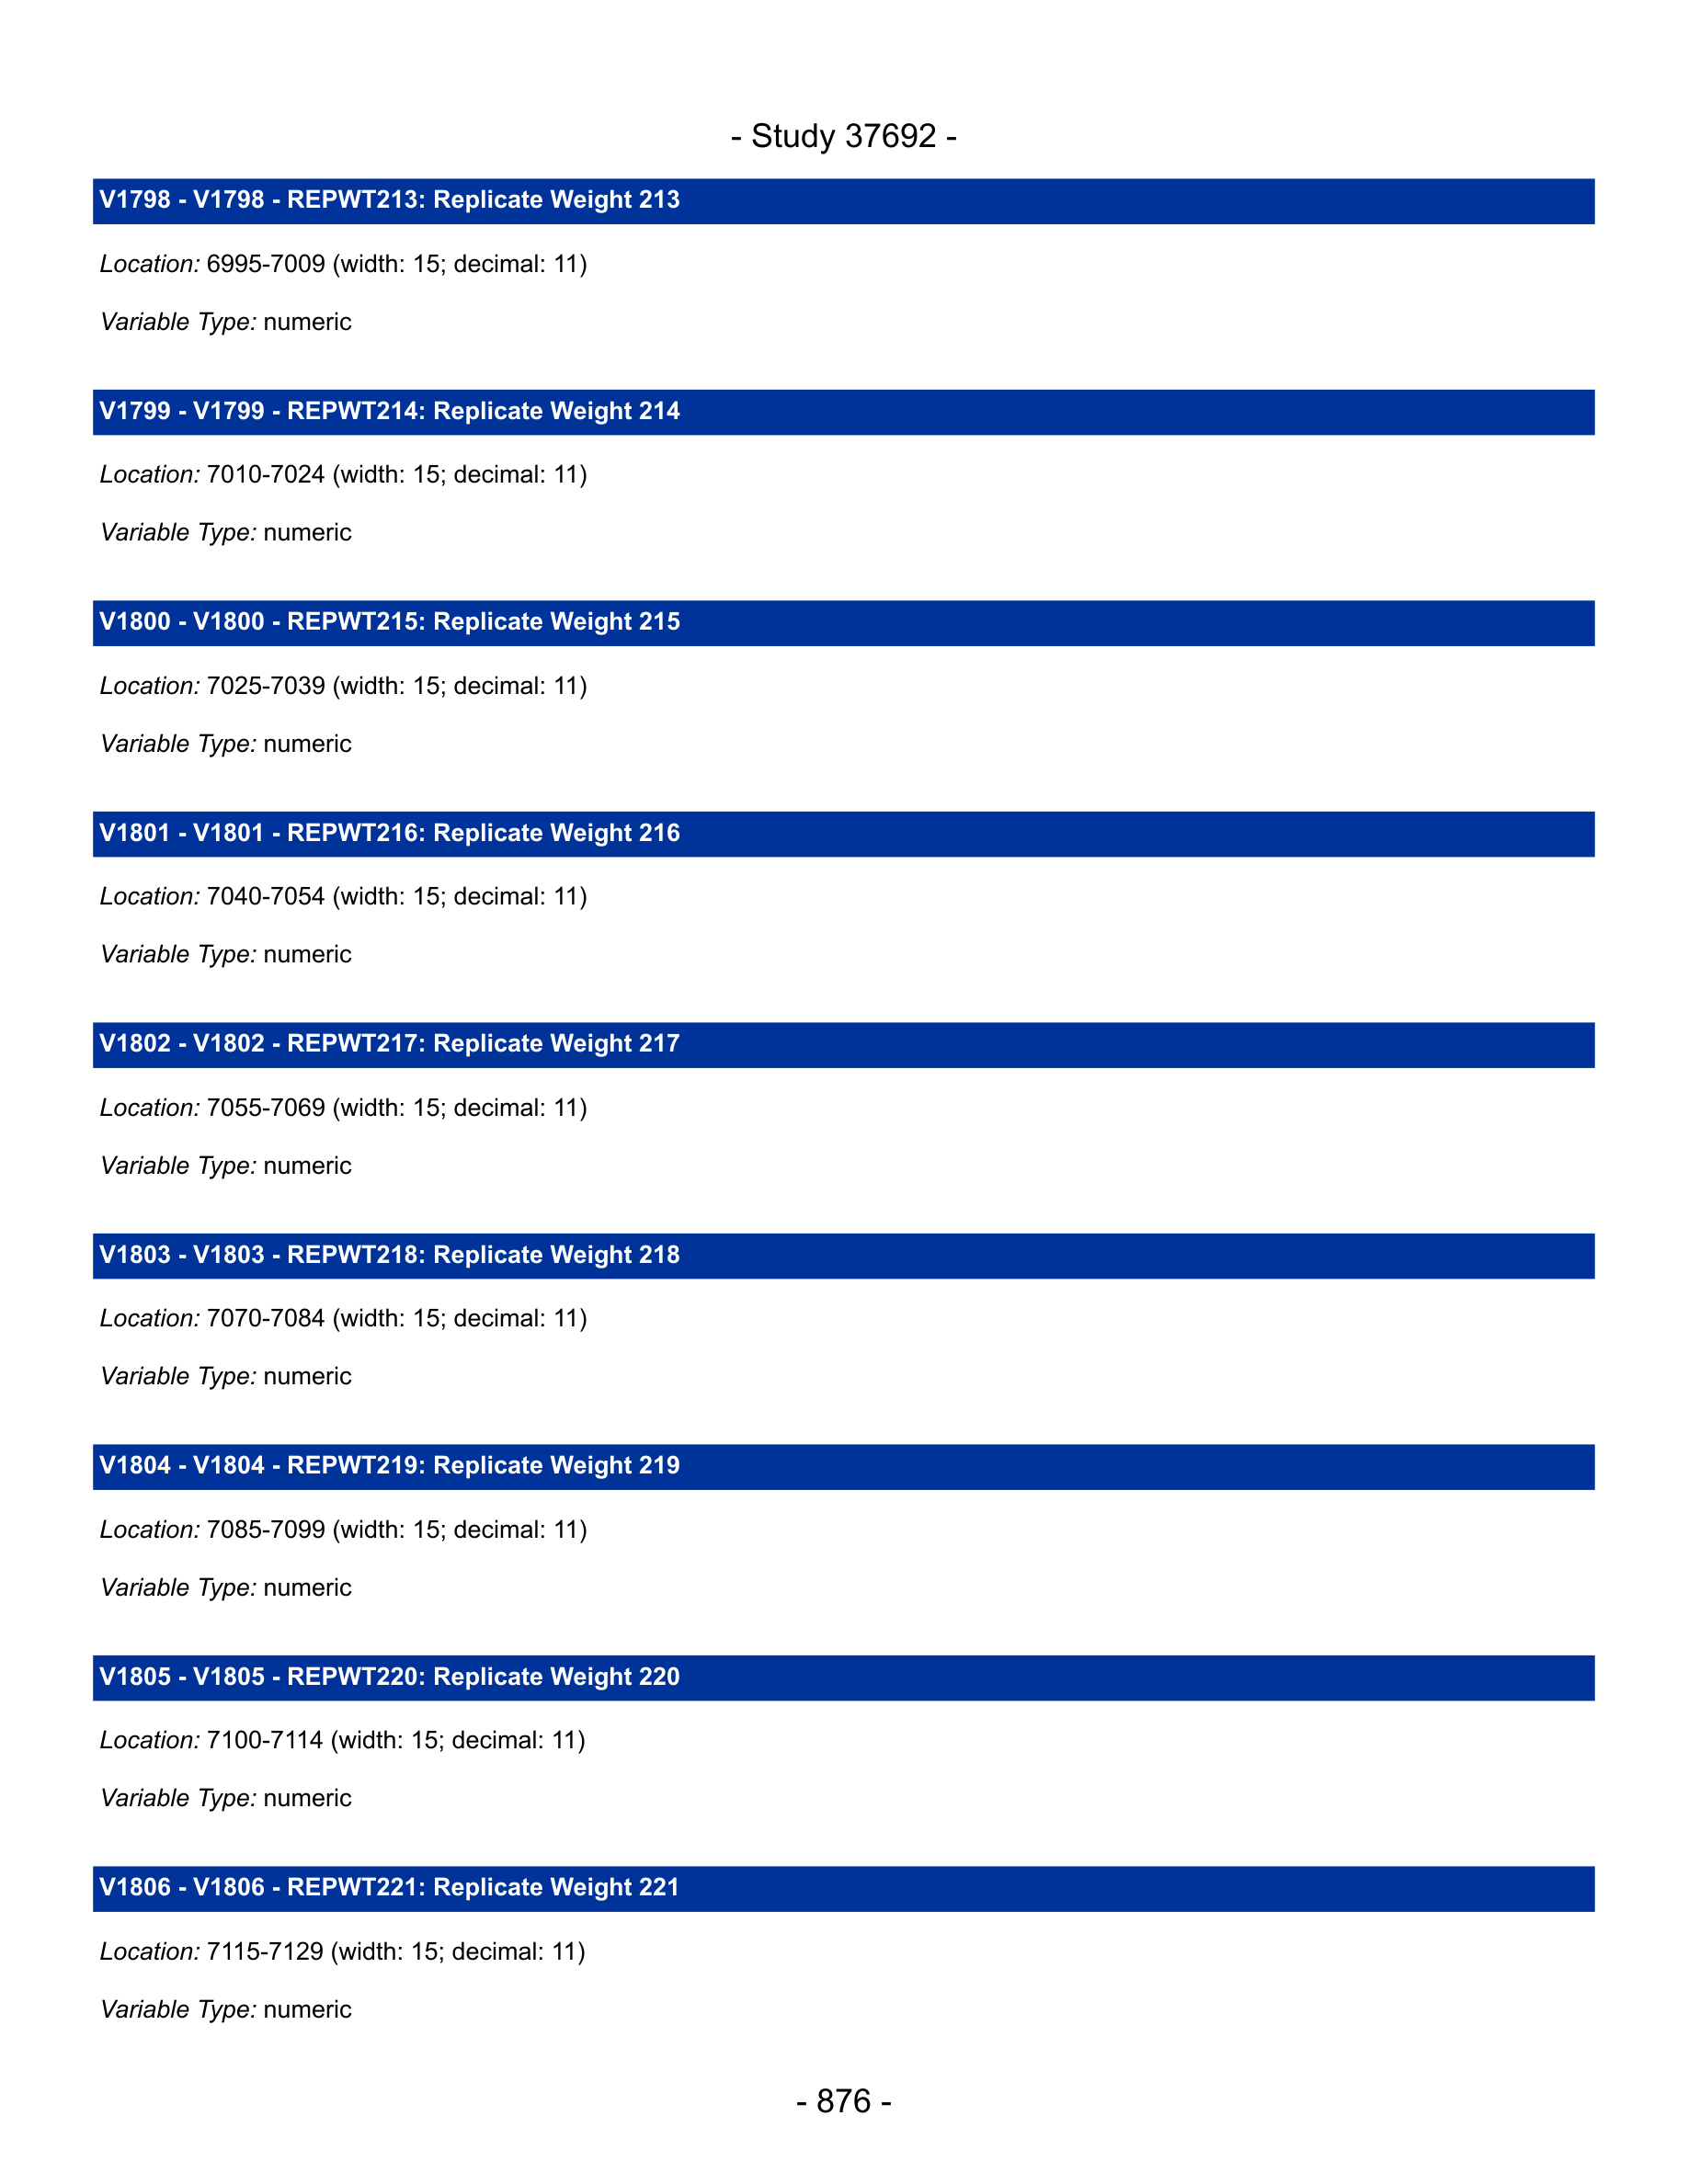 - Study 37692 -
V1798 - V1798 - REPWT213: Replicate Weight 213
Location: 6995-7009 (width: 15; decimal: 11)
Variable Type: numeric
V1799 - V1799 - REPWT214: Replicate Weight 214
Location: 7010-7024 (width: 15; decimal: 11)
Variable Type: numeric
V1800 - V1800 - REPWT215: Replicate Weight 215
Location: 7025-7039 (width: 15; decimal: 11)
Variable Type: numeric
V1801 - V1801 - REPWT216: Replicate Weight 216
Location: 7040-7054 (width: 15; decimal: 11)
Variable Type: numeric
V1802 - V1802 - REPWT217: Replicate Weight 217
Location: 7055-7069 (width: 15; decimal: 11)
Variable Type: numeric
V1803 - V1803 - REPWT218: Replicate Weight 218
Location: 7070-7084 (width: 15; decimal: 11)
Variable Type: numeric
V1804 - V1804 - REPWT219: Replicate Weight 219
Location: 7085-7099 (width: 15; decimal: 11)
Variable Type: numeric
V1805 - V1805 - REPWT220: Replicate Weight 220
Location: 7100-7114 (width: 15; decimal: 11)
Variable Type: numeric
V1806 - V1806 - REPWT221: Replicate Weight 221
Location: 7115-7129 (width: 15; decimal: 11)
Variable Type: numeric
- 876 -